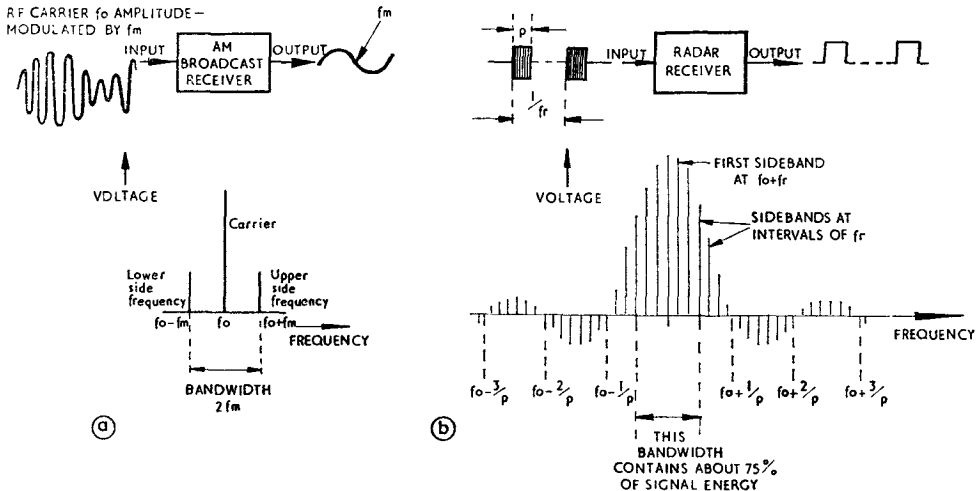 RF CARRIER fo AMPLITUDE-
MODULATED BY fm
INPUT
AM
BROADCAST
RECEIVER
OUTPUT
fm
VOLTAGE
Carrier
Lower
side
frequency
Upper
side
frequency
fo-fm
fo
fo+fm
FREQUENCY
BANDWIDTH
2fm
a
p
1/fr
INPUT
RADAR
RECEIVER
OUTPUT
VOLTAGE
FIRST SIDEBAND
AT fo+fr
SIDEBANDS AT
INTERVALS OF fr
FREQUENCY
fo-3/p
fo-2/p
fo-1/p
fo+1/p
fo+2/p
fo+3/p
b
THIS
BANDWIDTH
CONTAINS ABOUT 75%
OF SIGNAL ENERGY